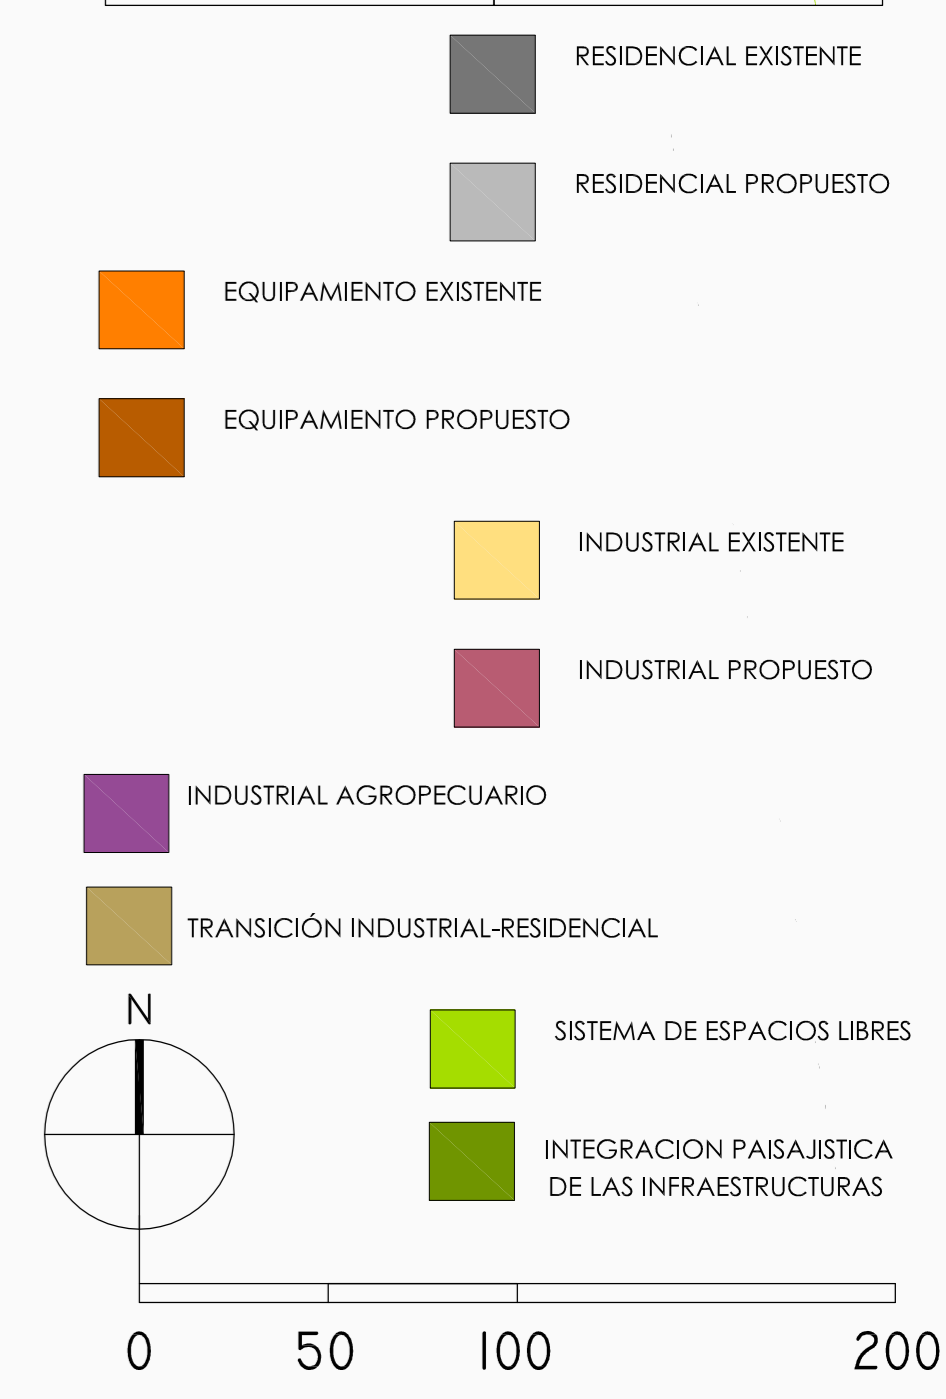 RESIDENCIAL EXISTENTE
RESIDENCIAL PROPUESTO
EQUIPAMIENTO EXISTENTE
EQUIPAMIENTO PROPUESTO
INDUSTRIAL EXISTENTE
INDUSTRIAL PROPUESTO
INDUSTRIAL AGROPECUARIO
TRANSICIÓN INDUSTRIAL-RESIDENCIAL
N
SISTEMA DE ESPACIOS LIBRES
INTEGRACION PAISAJISTICA
DE LAS INFRAESTRUCTURAS
0 50 100 200